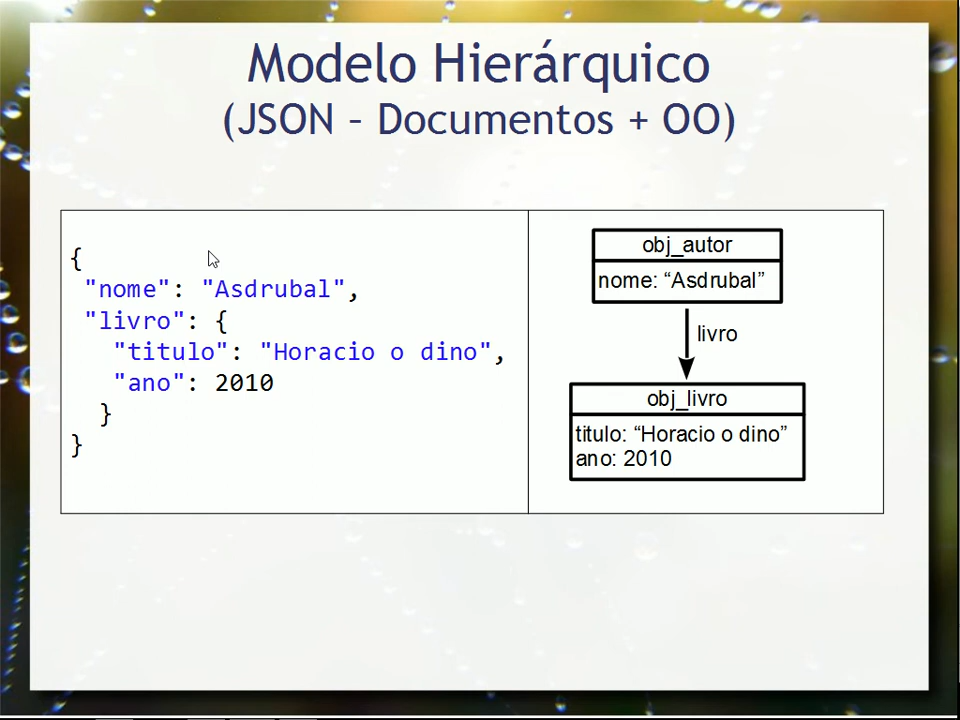 Modelo Hierárquico
(JSON – Documentos + OO)
{
"nome": "Asdrubal",
"livro": {
"titulo": "Horacio o dino",
"ano": 2010
}
}
obj_autor
nome: “Asdrubal”
livro
obj_livro
titulo: “Horacio o dino”
ano: 2010